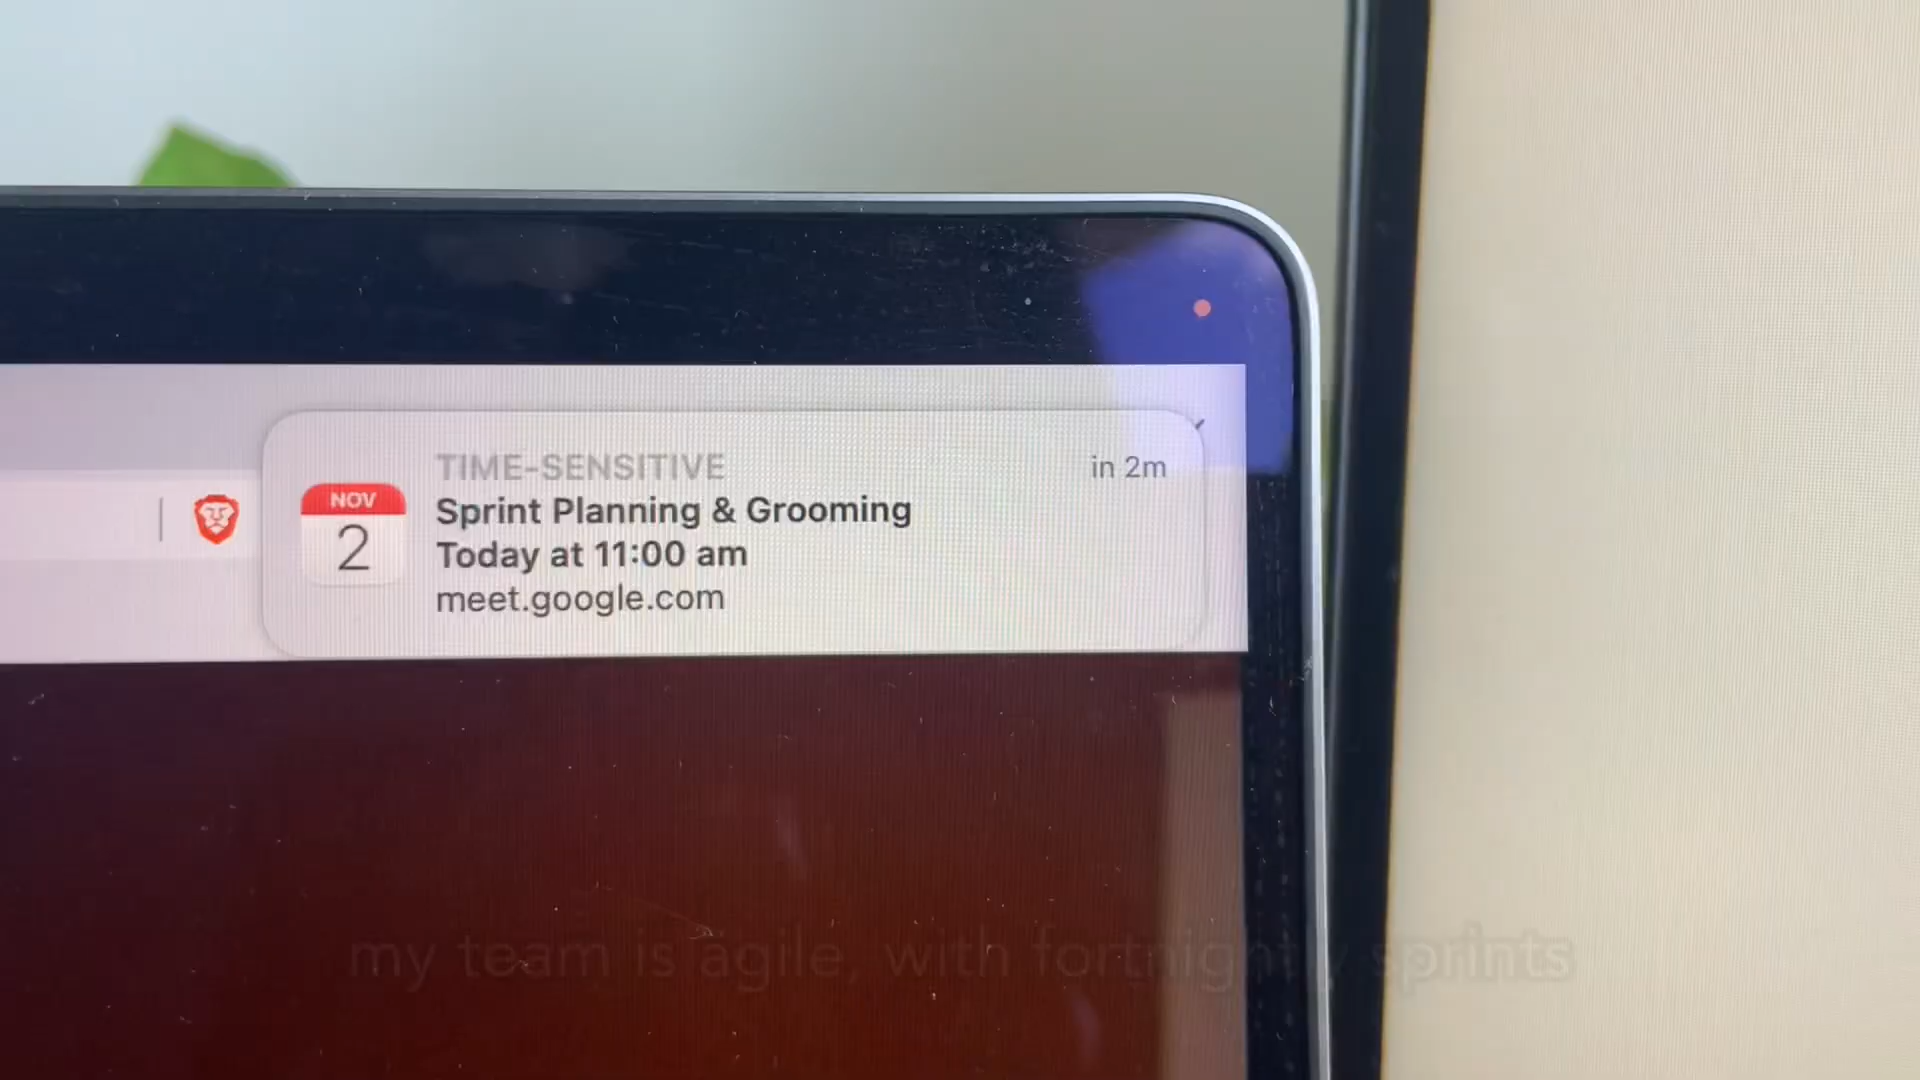 TIME-SENSITIVE
in 2m
NOV
2
Sprint Planning & Grooming
Today at 11:00 am
meet.google.com
my team is agile, with fortnightly sprints